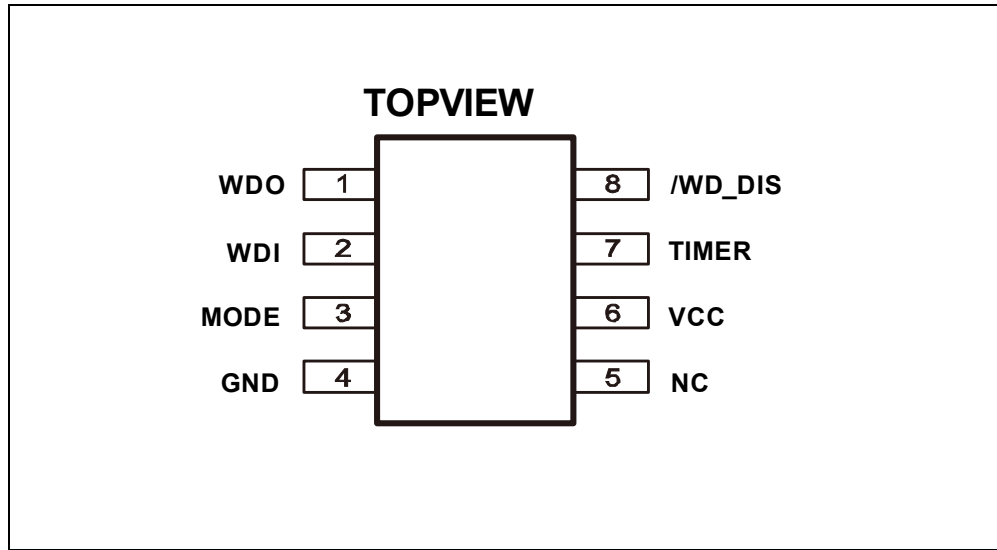 TOPVIEW
WDO 1 8 /WD_DIS
WDI 2 7 TIMER
MODE 3 6 VCC
GND 4 5 NC